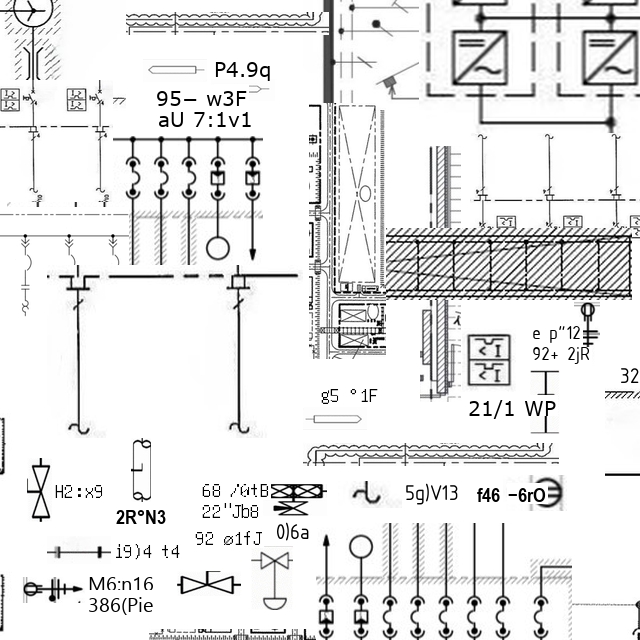 P4.9q
95− w3F
aU 7:1v1
e p"12
92+ 2jR
32
g5 °1F
21/1 WP
H2:x9
2R°N3
68 /0tB
22"Jb8
5g)V13
f46 −6rO
92 ø1fJ
0)6a
i9)4 t4
M6:n16
386(Pie